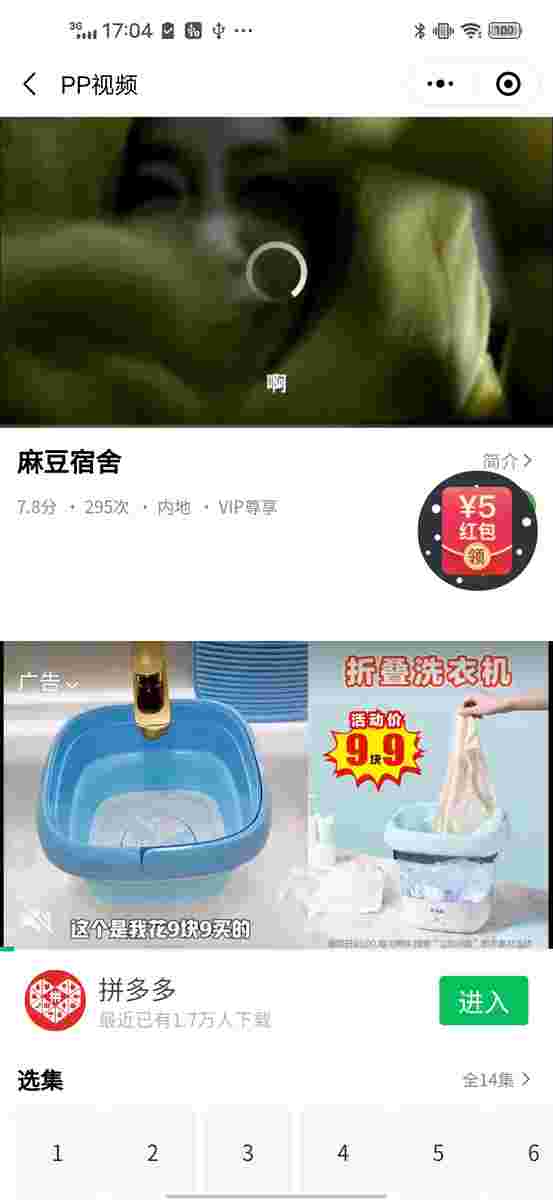 3G 17:04 100
PP视频
啊
麻豆宿舍
简介
7.8分 · 295次 · 内地 · VIP尊享
¥5
红包
领
广告
折叠洗衣机
活动价
9块9
这个是我花9块9买的
拼多多
最近已有1.7万人下载
进入
选集
全14集
1 2 3 4 5 6